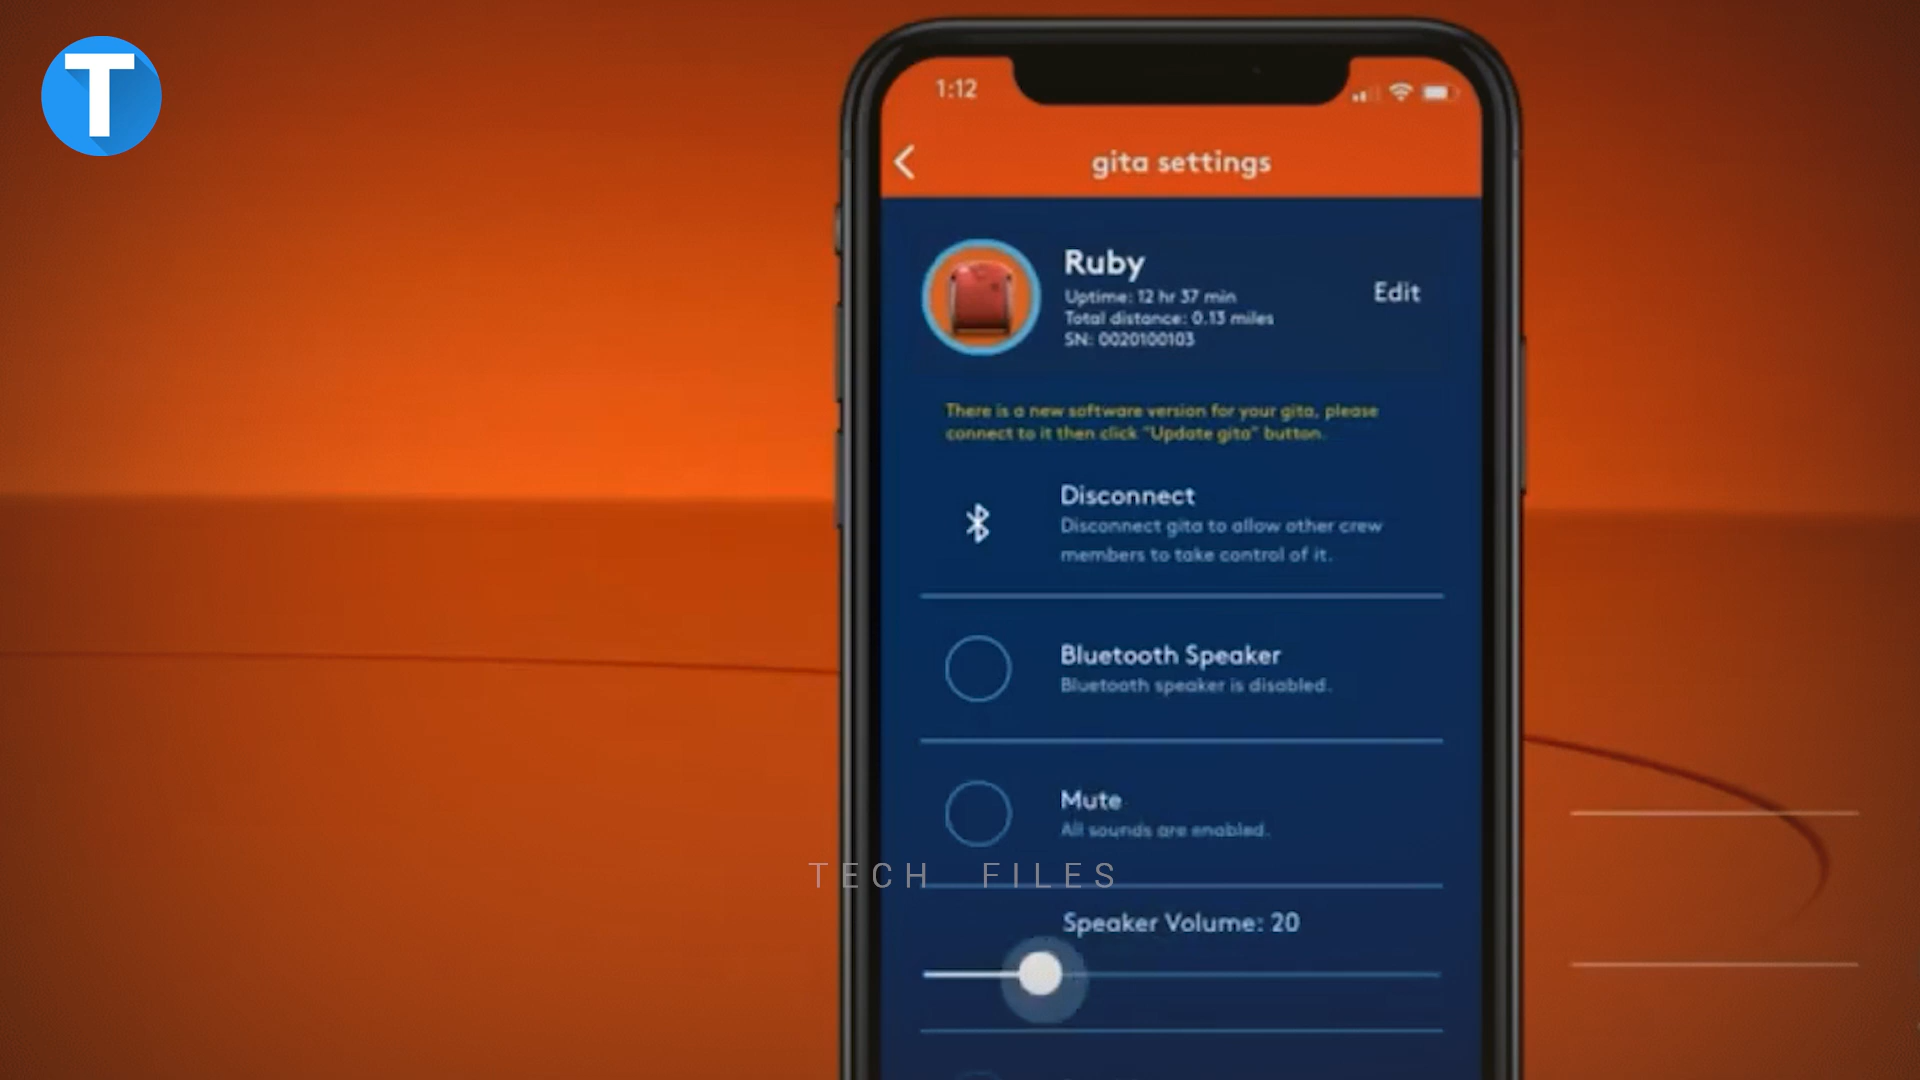 T
1:12
gita settings
Ruby
Edit
Uptime: 12 hr 37 min
Total distance: 0.13 miles
SN: 0020100103
There is a new software version for your gita, please
connect to it then click "Update gita" button.
Disconnect
Disconnect gita to allow other crew
members to take control of it.
Bluetooth Speaker
Bluetooth speaker is disabled.
Mute
All sounds are enabled.
TECH FILES
Speaker Volume: 20